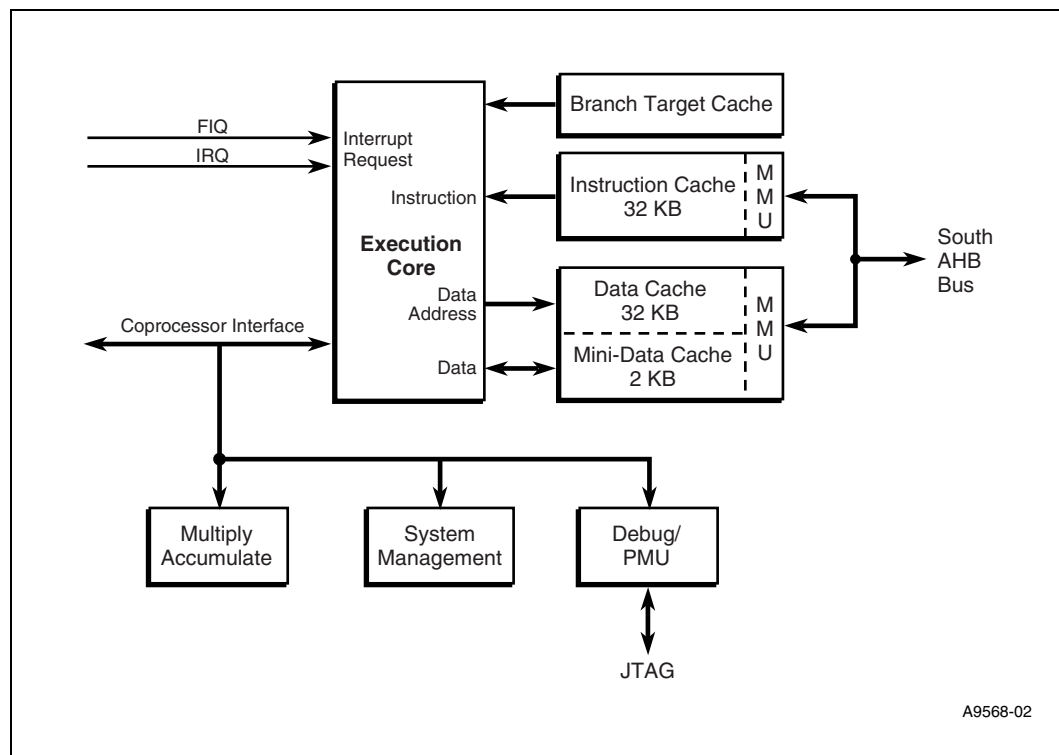 FIQ
IRQ
Interrupt
Request
Instruction
Execution
Core
Data
Address
Data
Coprocessor Interface
Branch Target Cache
Instruction Cache
32 KB
M
M
U
Data Cache
32 KB
Mini-Data Cache
2 KB
M
M
U
South
AHB
Bus
Multiply
Accumulate
System
Management
Debug/
PMU
JTAG
A9568-02